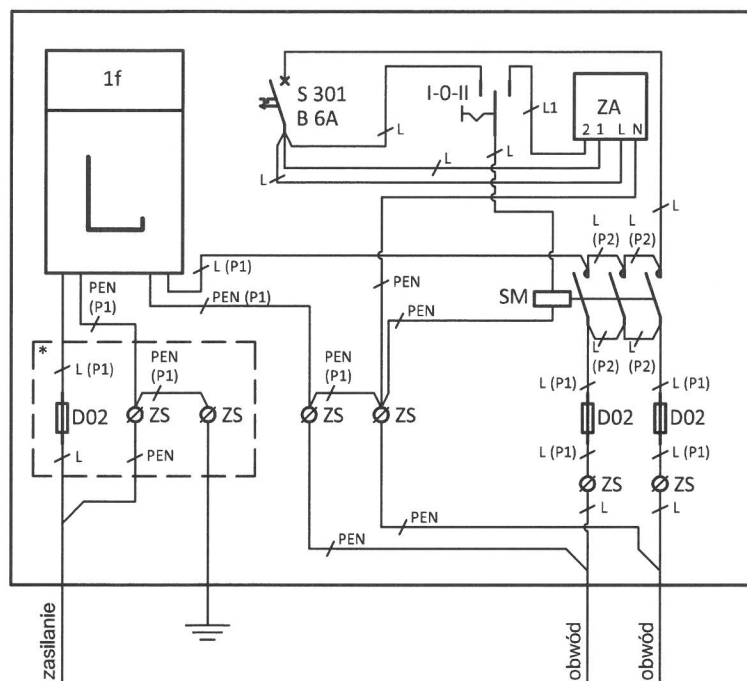 1f
S 301
B 6A
I-0-II
L1
ZA
2 1 L N
L
L
L
L
L
L (P1)
L
(P2)
L
(P2)
PEN
(P1)
PEN (P1)
PEN
SM
PEN
*
L (P1)
PEN
(P1)
PEN
(P1)
L
(P2)
L
(P2)
L (P1)
L (P1)
D02
ZS
ZS
ZS
ZS
D02
D02
L
PEN
L (P1)
L (P1)
ZS
ZS
L
L
PEN
PEN
zasilanie
obwód
obwód